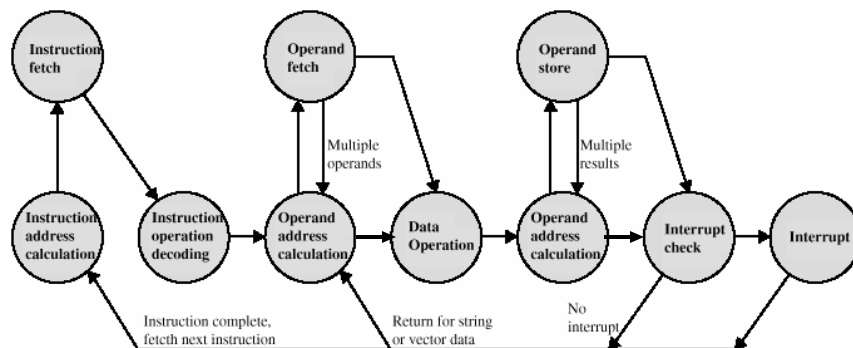 Instruction
fetch
Operand
fetch
Operand
store
Multiple
operands
Multiple
results
Instruction
address
calculation
Instruction
operation
decoding
Operand
address
calculation
Data
Operation
Operand
address
calculation
Interrupt
check
Interrupt
Instruction complete,
fetcth next instruction
Return for string
or vector data
No
interrupt